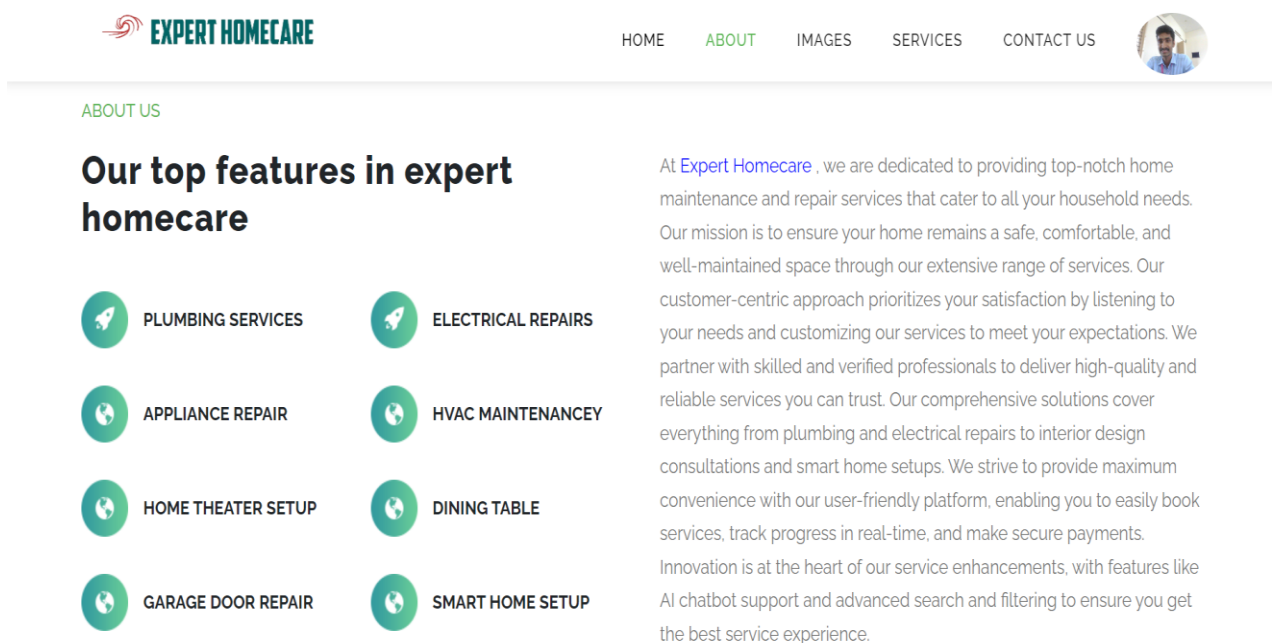 EXPERT HOMECARE
HOME ABOUT IMAGES SERVICES CONTACT US
ABOUT US
Our top features in expert
homecare
PLUMBING SERVICES ELECTRICAL REPAIRS
APPLIANCE REPAIR HVAC MAINTENANCEY
HOME THEATER SETUP DINING TABLE
GARAGE DOOR REPAIR SMART HOME SETUP
At Expert Homecare , we are dedicated to providing top-notch home
maintenance and repair services that cater to all your household needs.
Our mission is to ensure your home remains a safe, comfortable, and
well-maintained space through our extensive range of services. Our
customer-centric approach prioritizes your satisfaction by listening to
your needs and customizing our services to meet your expectations. We
partner with skilled and verified professionals to deliver high-quality and
reliable services you can trust. Our comprehensive solutions cover
everything from plumbing and electrical repairs to interior design
consultations and smart home setups. We strive to provide maximum
convenience with our user-friendly platform, enabling you to easily book
services, track progress in real-time, and make secure payments.
Innovation is at the heart of our service enhancements, with features like
AI chatbot support and advanced search and filtering to ensure you get
the best service experience.